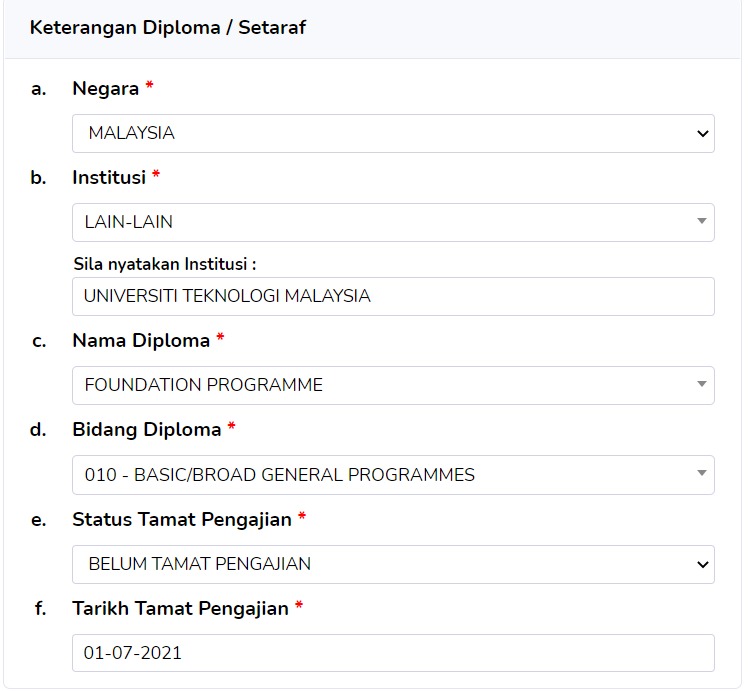 Keterangan Diploma / Setaraf
a. Negara *
MALAYSIA
b. Institusi *
LAIN-LAIN
Sila nyatakan Institusi :
UNIVERSITI TEKNOLOGI MALAYSIA
c. Nama Diploma *
FOUNDATION PROGRAMME
d. Bidang Diploma *
010 - BASIC/BROAD GENERAL PROGRAMMES
e. Status Tamat Pengajian *
BELUM TAMAT PENGAJIAN
f. Tarikh Tamat Pengajian *
01-07-2021